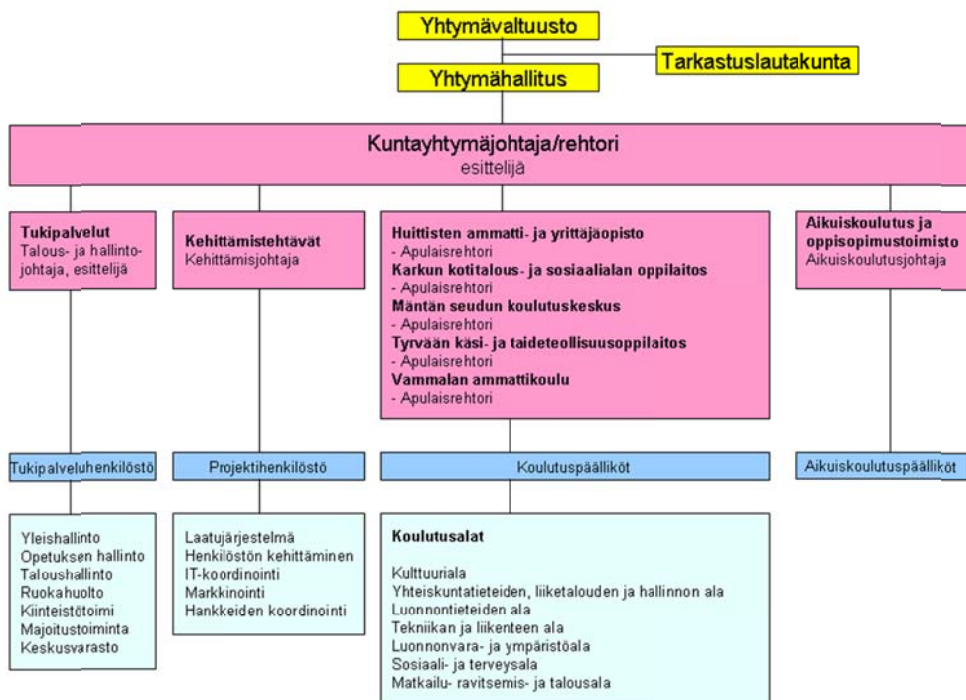 Yhtymävaltuusto
Tarkastuslautakunta
Yhtymähallitus
Kuntayhtymäjohtaja/rehtori
esittelijä
Tukipalvelut
Talous- ja hallinto-
johtaja, esittelijä
Kehittämistehtävät
Kehittämisjohtaja
Huittisten ammatti- ja yrittäjäopisto
- Apulaisrehtori
Karkun kotitalous- ja sosiaalialan oppilaitos
- Apulaisrehtori
Mäntän seudun koulutuskeskus
- Apulaisrehtori
Tyrvään käsi- ja taideteollisuusoppilaitos
- Apulaisrehtori
Vammalan ammattikoulu
- Apulaisrehtori
Aikuiskoulutus ja
oppisopimustoimisto
Aikuiskoulutusjohtaja
Tukipalveluhenkilöstö
Projektihenkilöstö
Koulutuspäälliköt
Aikuiskoulutuspäälliköt
Yleishallinto
Opetuksen hallinto
Taloushallinto
Ruokahuolto
Kiinteistötoimi
Majoitustoiminta
Keskusvarasto
Laatujärjestelmä
Henkilöstön kehittäminen
IT-koordinointi
Markkinointi
Hankkeiden koordinointi
Koulutusalat
Kulttuuriala
Yhteiskuntatieteiden, liiketalouden ja hallinnon ala
Luonnontieteiden ala
Tekniikan ja liikenteen ala
Luonnonvara- ja ympäristöala
Sosiaali- ja terveysala
Matkailu- ravitsemis- ja talousala